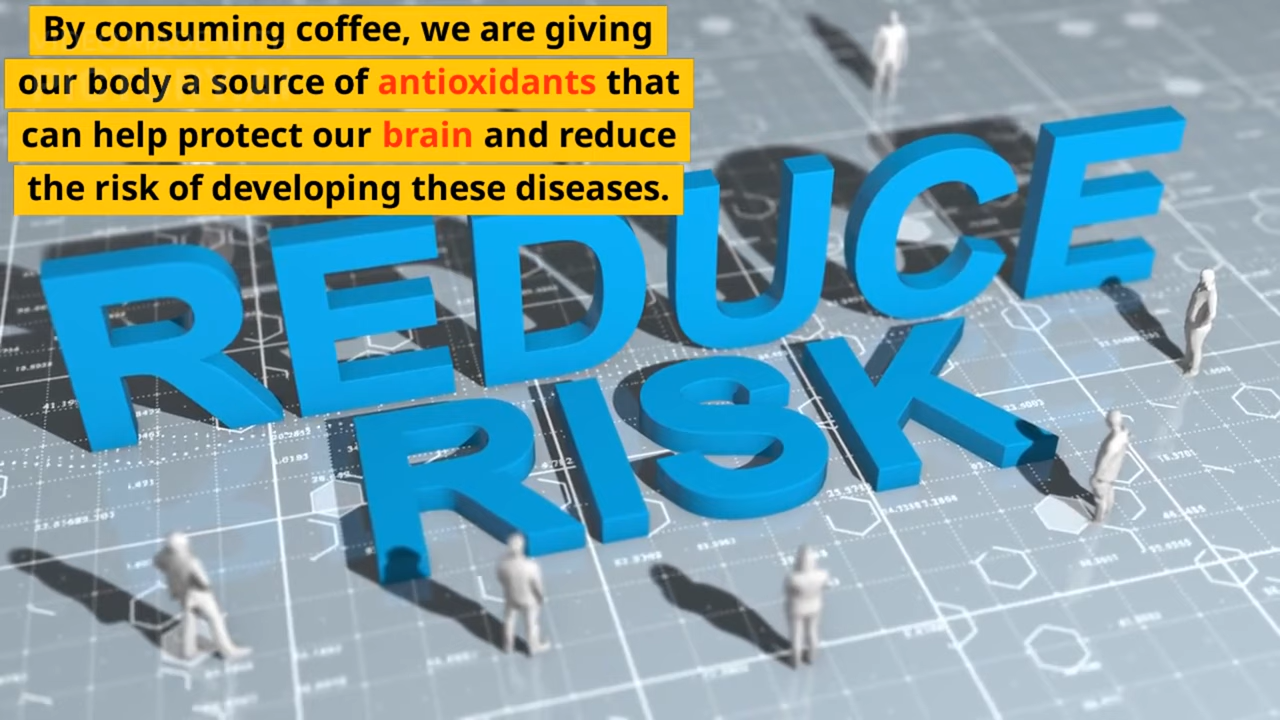 By consuming coffee, we are giving
our body a source of antioxidants that
can help protect our brain and reduce
the risk of developing these diseases.
REDUCE
RISK